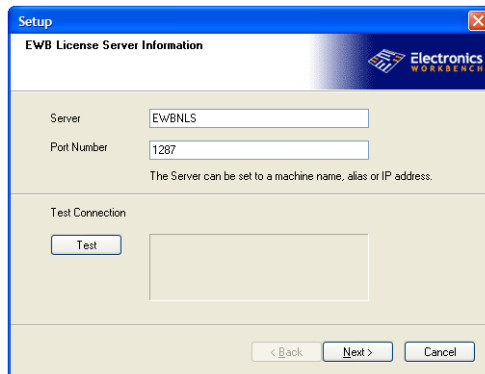 Setup
EWB License Server Information
Electronics
WORKBENCH
Server
EWBNLS
Port Number
1287
The Server can be set to a machine name, alias or IP address.
Test Connection
Test
< Back
Next >
Cancel